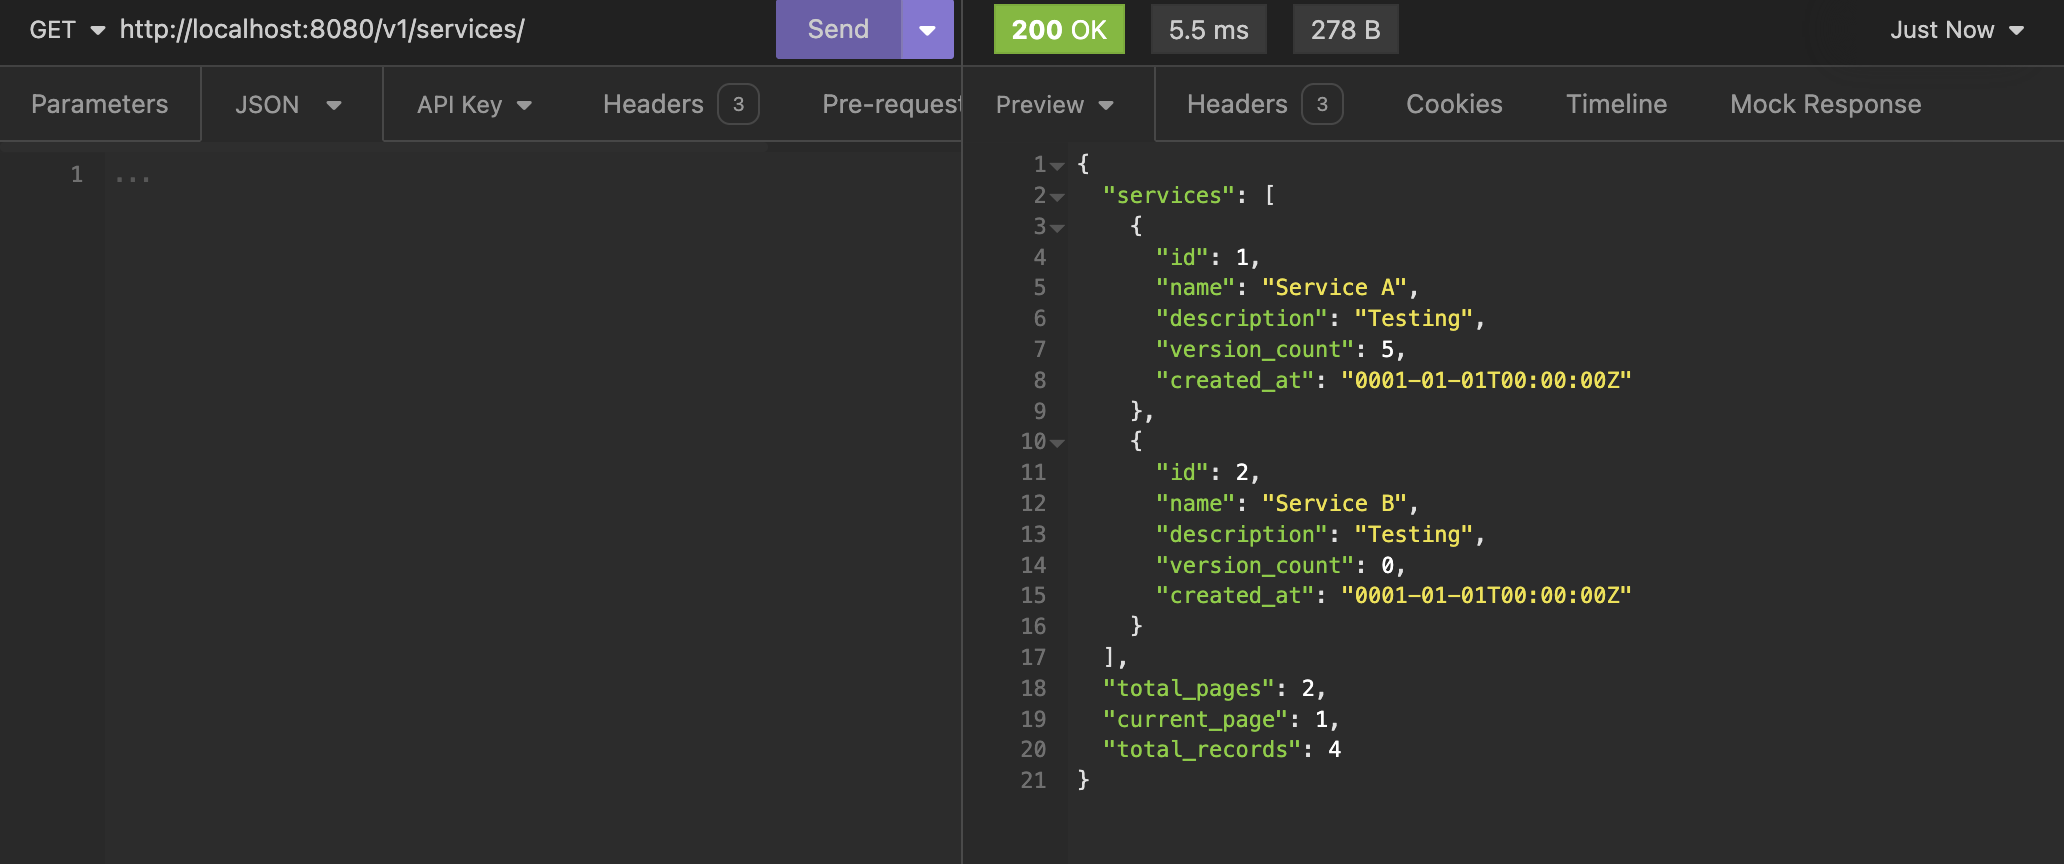 GET http://localhost:8080/v1/services/ Send 200 OK 5.5 ms 278 B Just Now
Parameters JSON API Key Headers 3 Pre-request Preview Headers 3 Cookies Timeline Mock Response
1 ...
1 {
2 "services": [
3 {
4 "id": 1,
5 "name": "Service A",
6 "description": "Testing",
7 "version_count": 5,
8 "created_at": "0001-01-01T00:00:00Z"
9 },
10 {
11 "id": 2,
12 "name": "Service B",
13 "description": "Testing",
14 "version_count": 0,
15 "created_at": "0001-01-01T00:00:00Z"
16 }
17 ],
18 "total_pages": 2,
19 "current_page": 1,
20 "total_records": 4
21 }